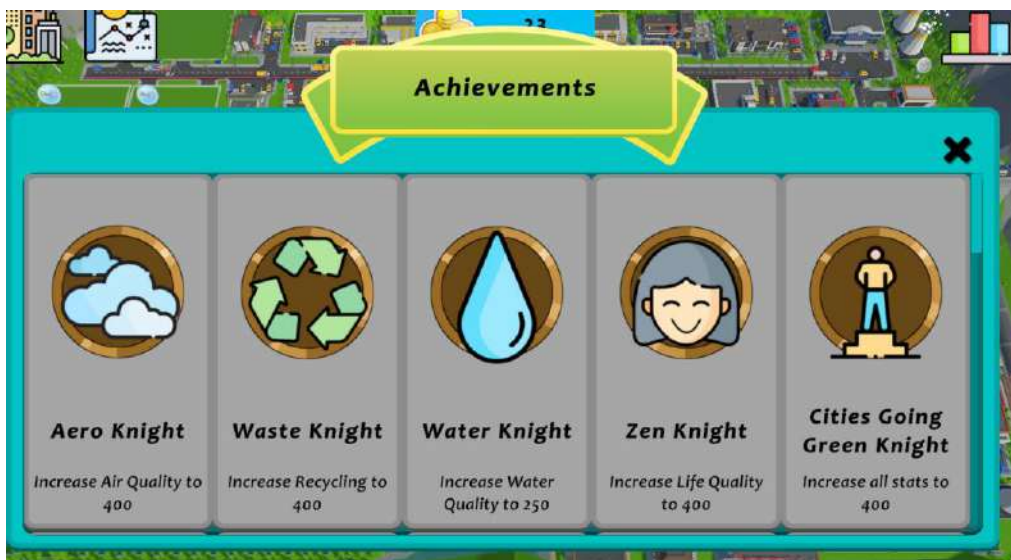 23
Achievements
Aero Knight
Increase Air Quality to
400
Waste Knight
Increase Recycling to
400
Water Knight
Increase Water
Quality to 250
Zen Knight
Increase Life Quality
to 400
Cities Going
Green Knight
Increase all stats to
400